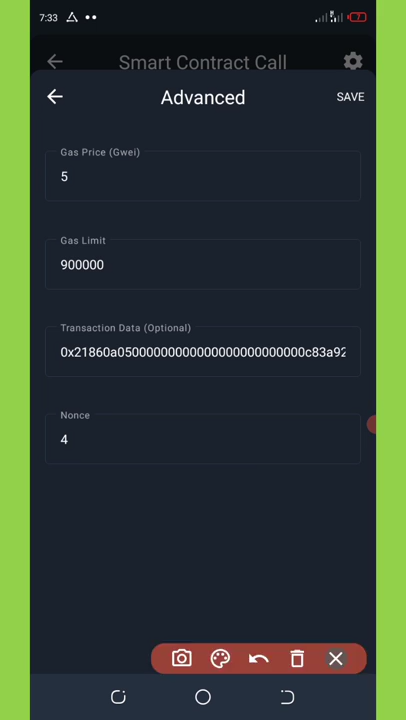 7:33
7
Smart Contract Call
Advanced
SAVE
Gas Price (Gwei)
5
Gas Limit
900000
Transaction Data (Optional)
0x21860a05000000000000000000000000c83a92
Nonce
4